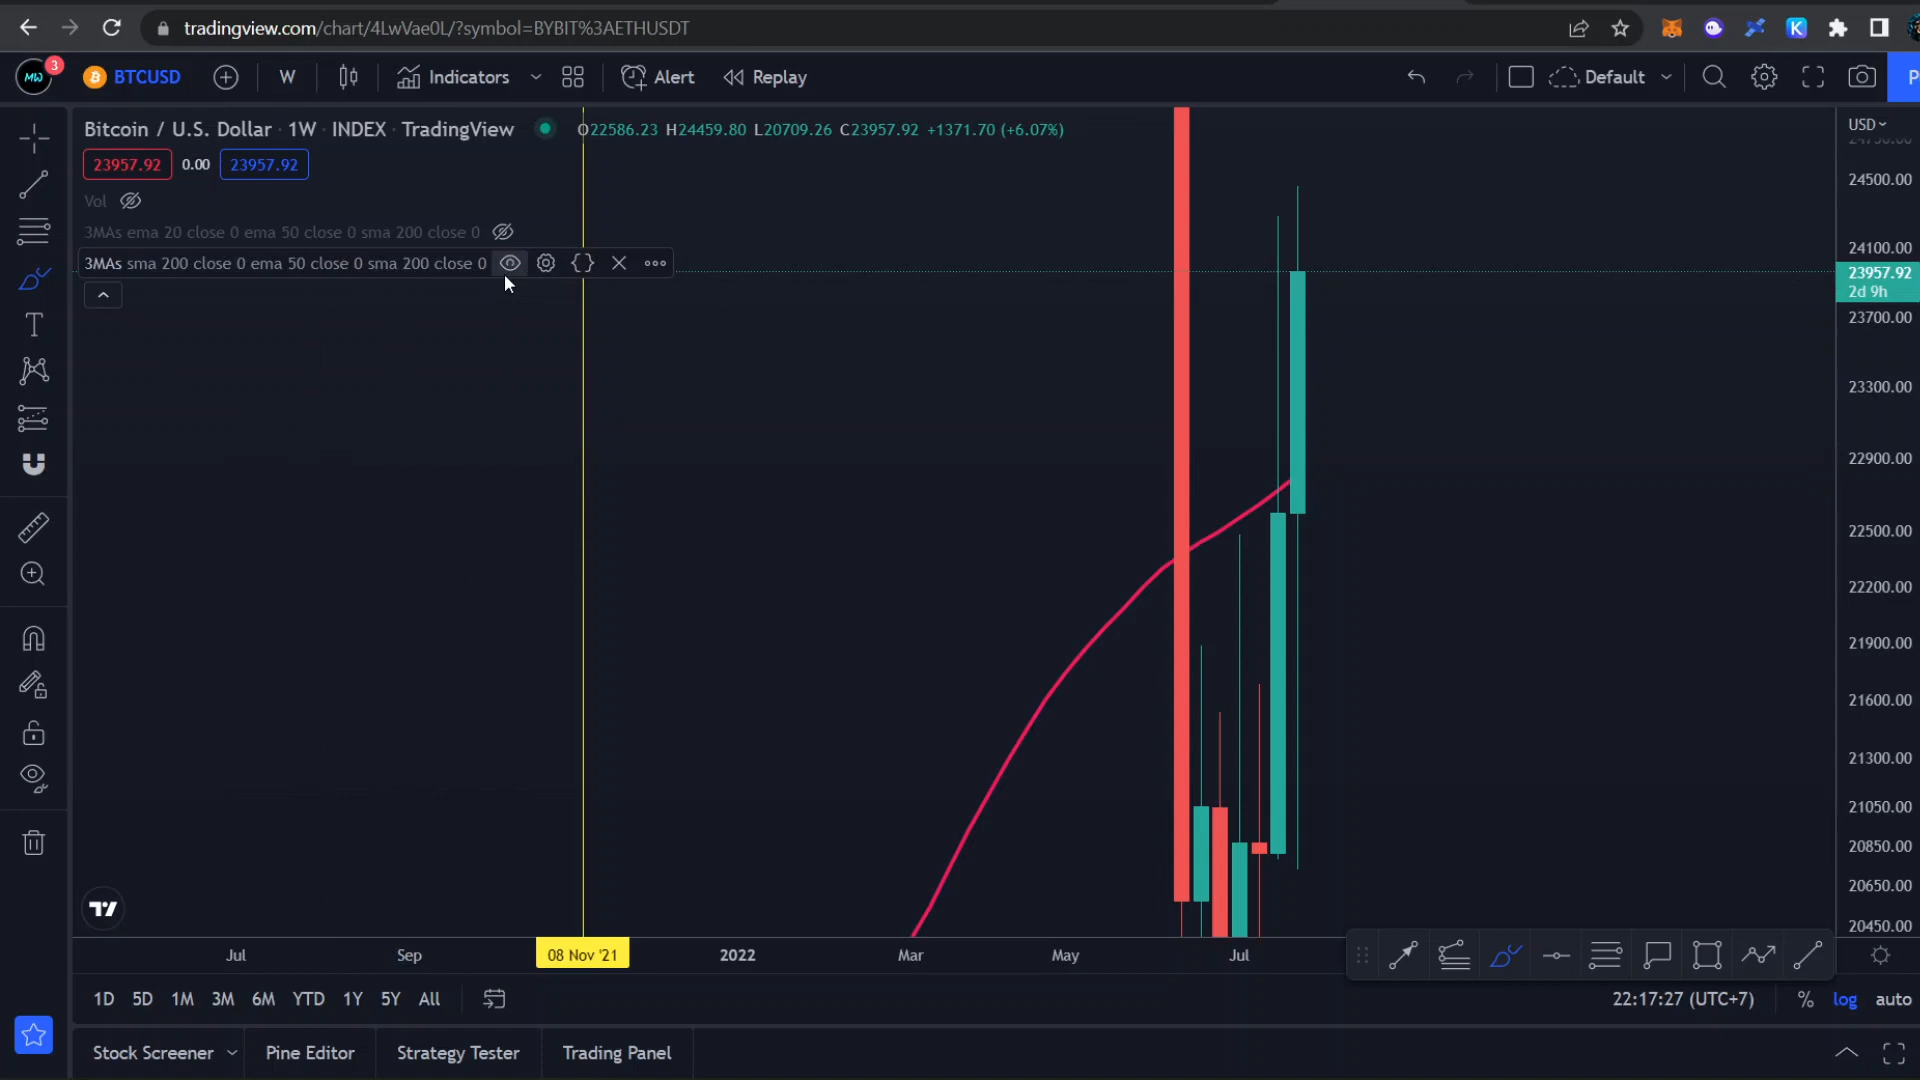 tradingview.com/chart/4LwVae0L/?symbol=BYBIT%3AETHUSDT
K
MW 3 BTCUSD W Indicators Alert Replay Default P
Bitcoin / U.S. Dollar · 1W · INDEX · TradingView O22586.23 H24459.80 L20709.26 C23957.92 +1371.70 (+6.07%)
23957.92 0.00 23957.92
Vol
3MAs ema 20 close 0 ema 50 close 0 sma 200 close 0
3MAs sma 200 close 0 ema 50 close 0 sma 200 close 0
USD
24750.00
24500.00
24100.00
23957.92
2d 9h
23700.00
23300.00
22900.00
22500.00
22200.00
21900.00
21600.00
21300.00
21050.00
20850.00
20650.00
20450.00
Jul Sep 08 Nov '21 2022 Mar May Jul
1D 5D 1M 3M 6M YTD 1Y 5Y All 22:17:27 (UTC+7) % log auto
Stock Screener Pine Editor Strategy Tester Trading Panel